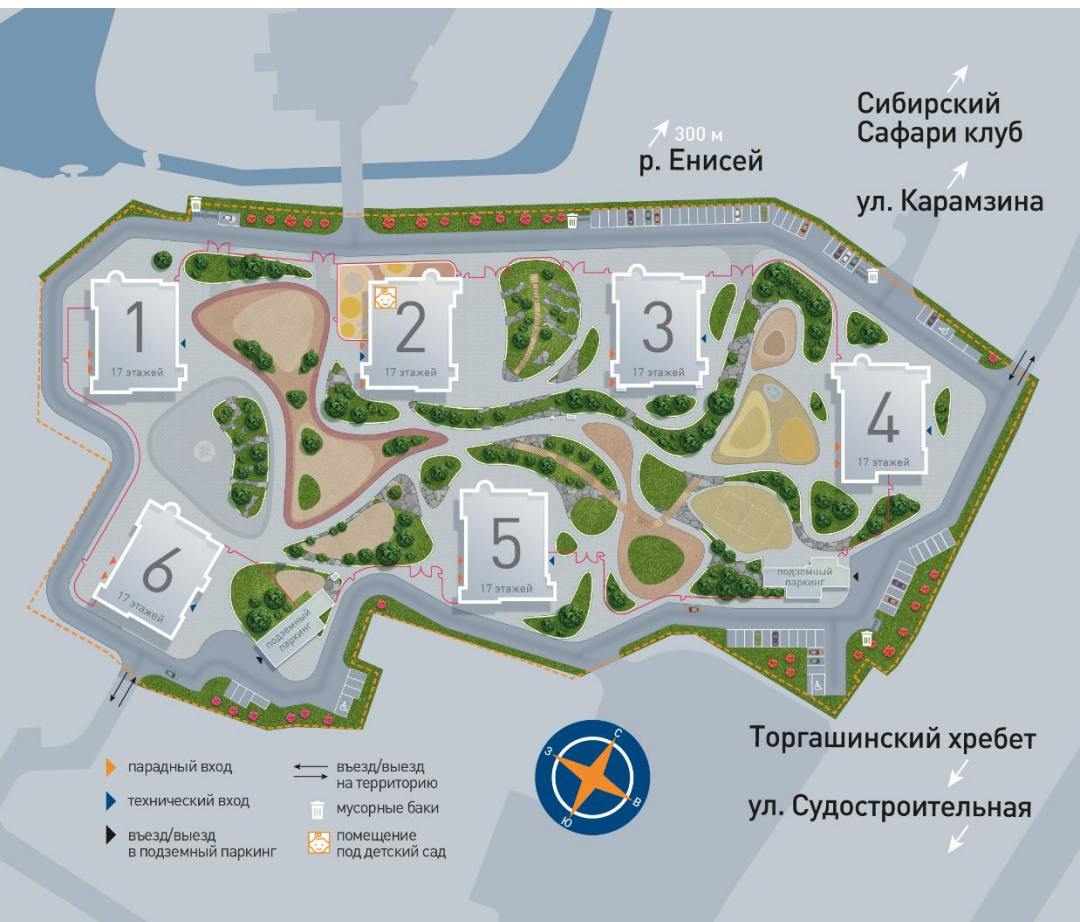 Сибирский
Сафари клуб
300 м
р. Енисей
ул. Карамзина
1
17 этажей
2
17 этажей
3
17 этажей
4
17 этажей
5
17 этажей
6
17 этажей
подземный
паркинг
подземный
паркинг
Торгашинский хребет
ул. Судостроительная
С
З
В
Ю
парадный вход
технический вход
въезд/выезд
в подземный паркинг
въезд/выезд
на территорию
мусорные баки
помещение
под детский сад